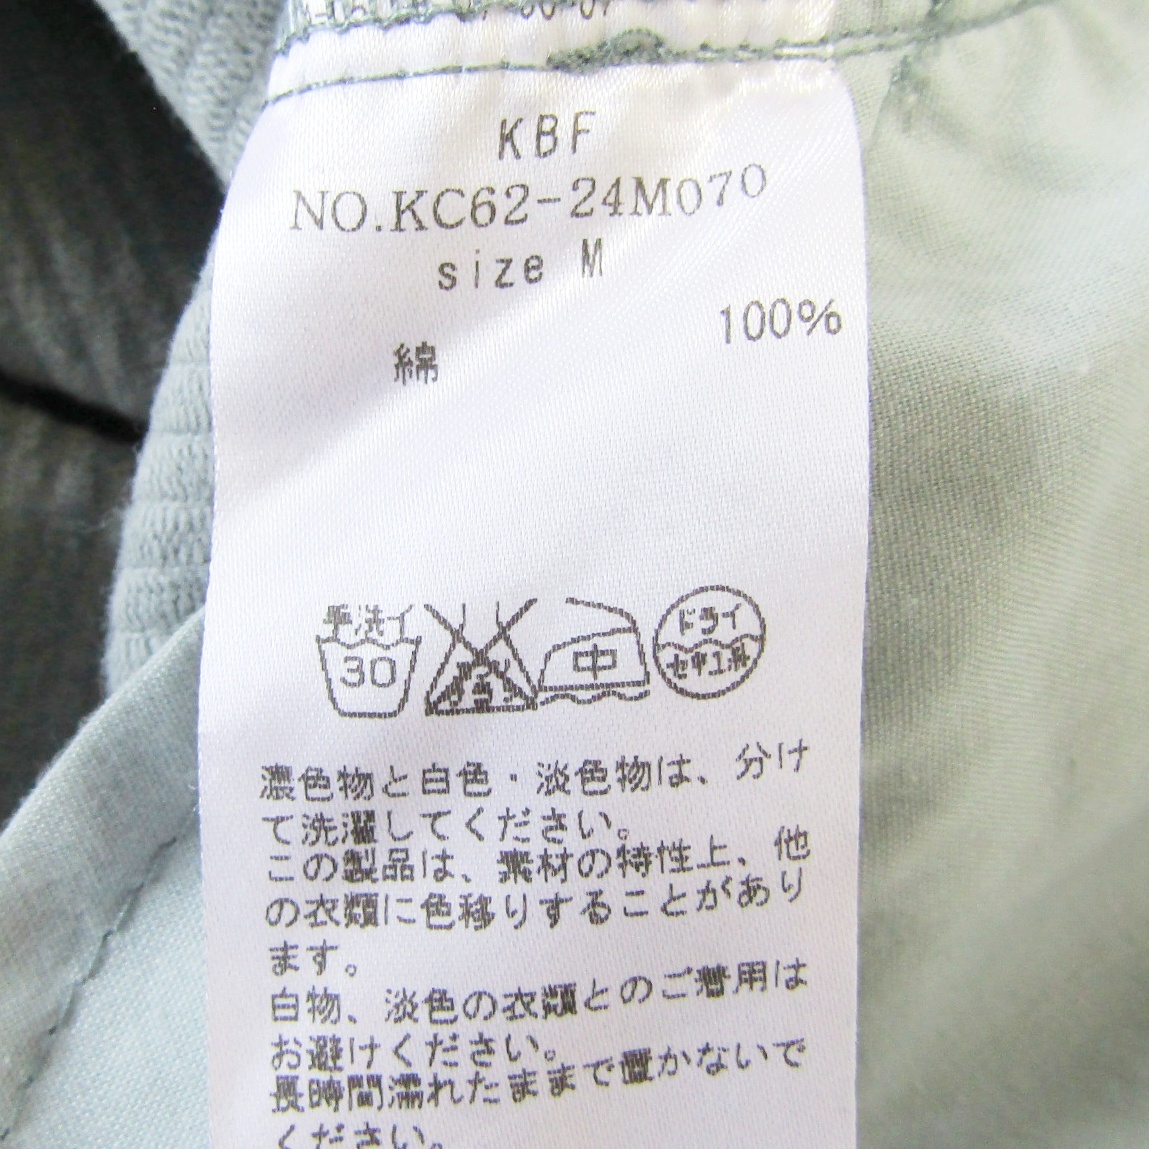 KBF
NO.KC62-24M070
size M
綿 100%
手洗イ
30
中
ドライ
セキユ系
濃色物と白色・淡色物は、分け
て洗濯してください。
この製品は、素材の特性上、他
の衣類に色移りすることがあり
ます。
白物、淡色の衣類とのご着用は
お避けください。
長時間濡れたままで置かないで
ください。